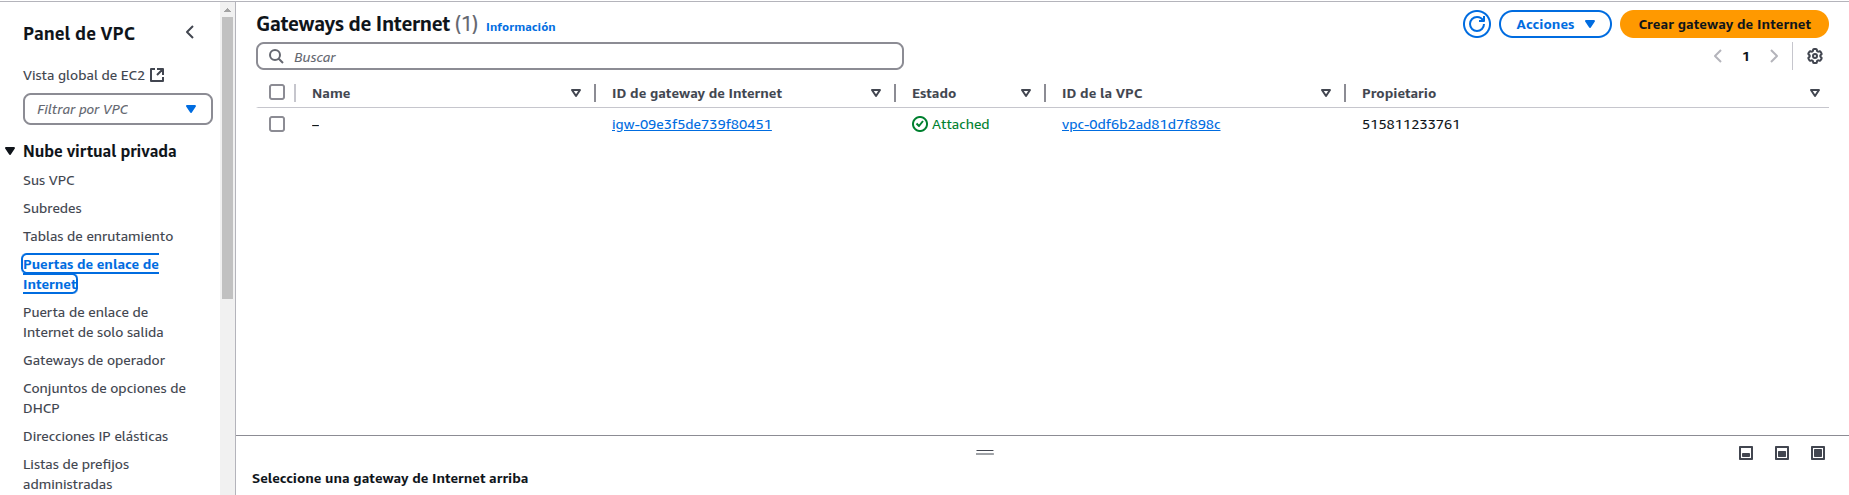 Panel de VPC
Vista global de EC2
Filtrar por VPC
Nube virtual privada
Sus VPC
Subredes
Tablas de enrutamiento
Puertas de enlace de
Internet
Puerta de enlace de
Internet de solo salida
Gateways de operador
Conjuntos de opciones de
DHCP
Direcciones IP elásticas
Listas de prefijos
administradas
Gateways de Internet (1) Información
Acciones
Crear gateway de Internet
Buscar
1
Name ID de gateway de Internet Estado ID de la VPC Propietario
– igw-09e3f5de739f80451 Attached vpc-0df6b2ad81d7f898c 515811233761
Seleccione una gateway de Internet arriba